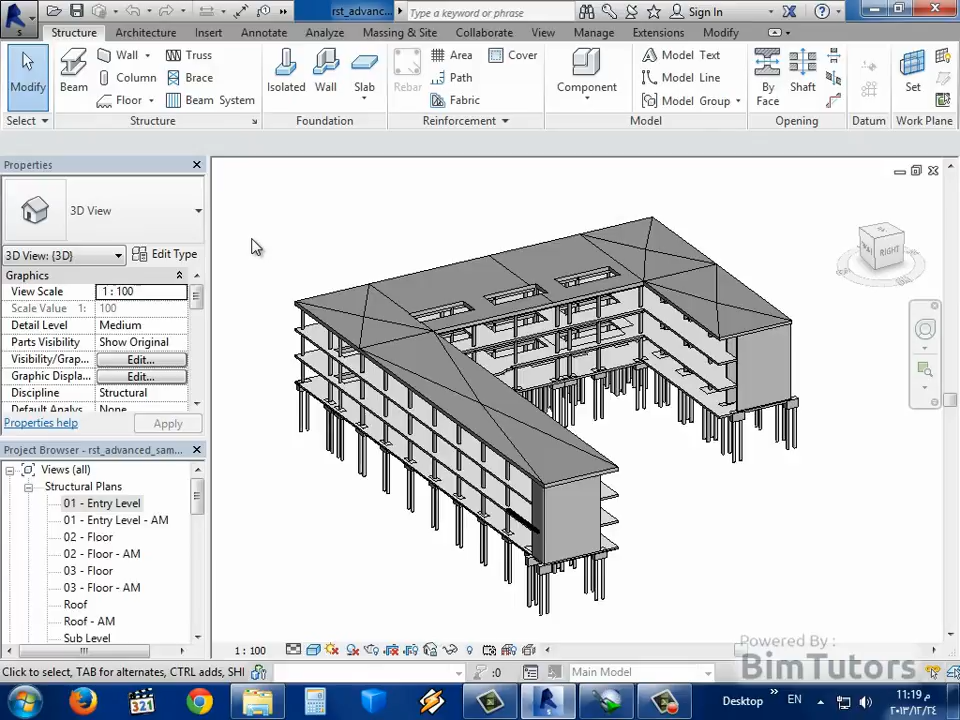 rst_advanc...
Type a keyword or phrase
Sign In
Structure
Architecture
Insert
Annotate
Analyze
Massing & Site
Collaborate
View
Manage
Extensions
Modify
Modify
Beam
Wall
Column
Floor
Truss
Brace
Beam System
Isolated
Wall
Slab
Rebar
Area
Path
Fabric
Cover
Component
Model Text
Model Line
Model Group
By
Face
Shaft
Set
Select
Structure
Foundation
Reinforcement
Model
Opening
Datum
Work Plane
Properties
3D View
3D View: {3D}
Edit Type
Graphics
View Scale
1 : 100
Scale Value 1:
100
Detail Level
Medium
Parts Visibility
Show Original
Visibility/Grap...
Edit...
Graphic Displa...
Edit...
Discipline
Structural
Default Analys
None
Properties help
Apply
Project Browser - rst_advanced_sam...
Views (all)
Structural Plans
01 - Entry Level
01 - Entry Level - AM
02 - Floor
02 - Floor - AM
03 - Floor
03 - Floor - AM
Roof
Roof - AM
Sub Level
RIGHT
1 : 100
Click to select, TAB for alternates, CTRL adds, SHI
:0
Main Model
Powered By :
BimTutors
321
Desktop
EN
11:19 م
٢٠١٣/١٢/٢٤